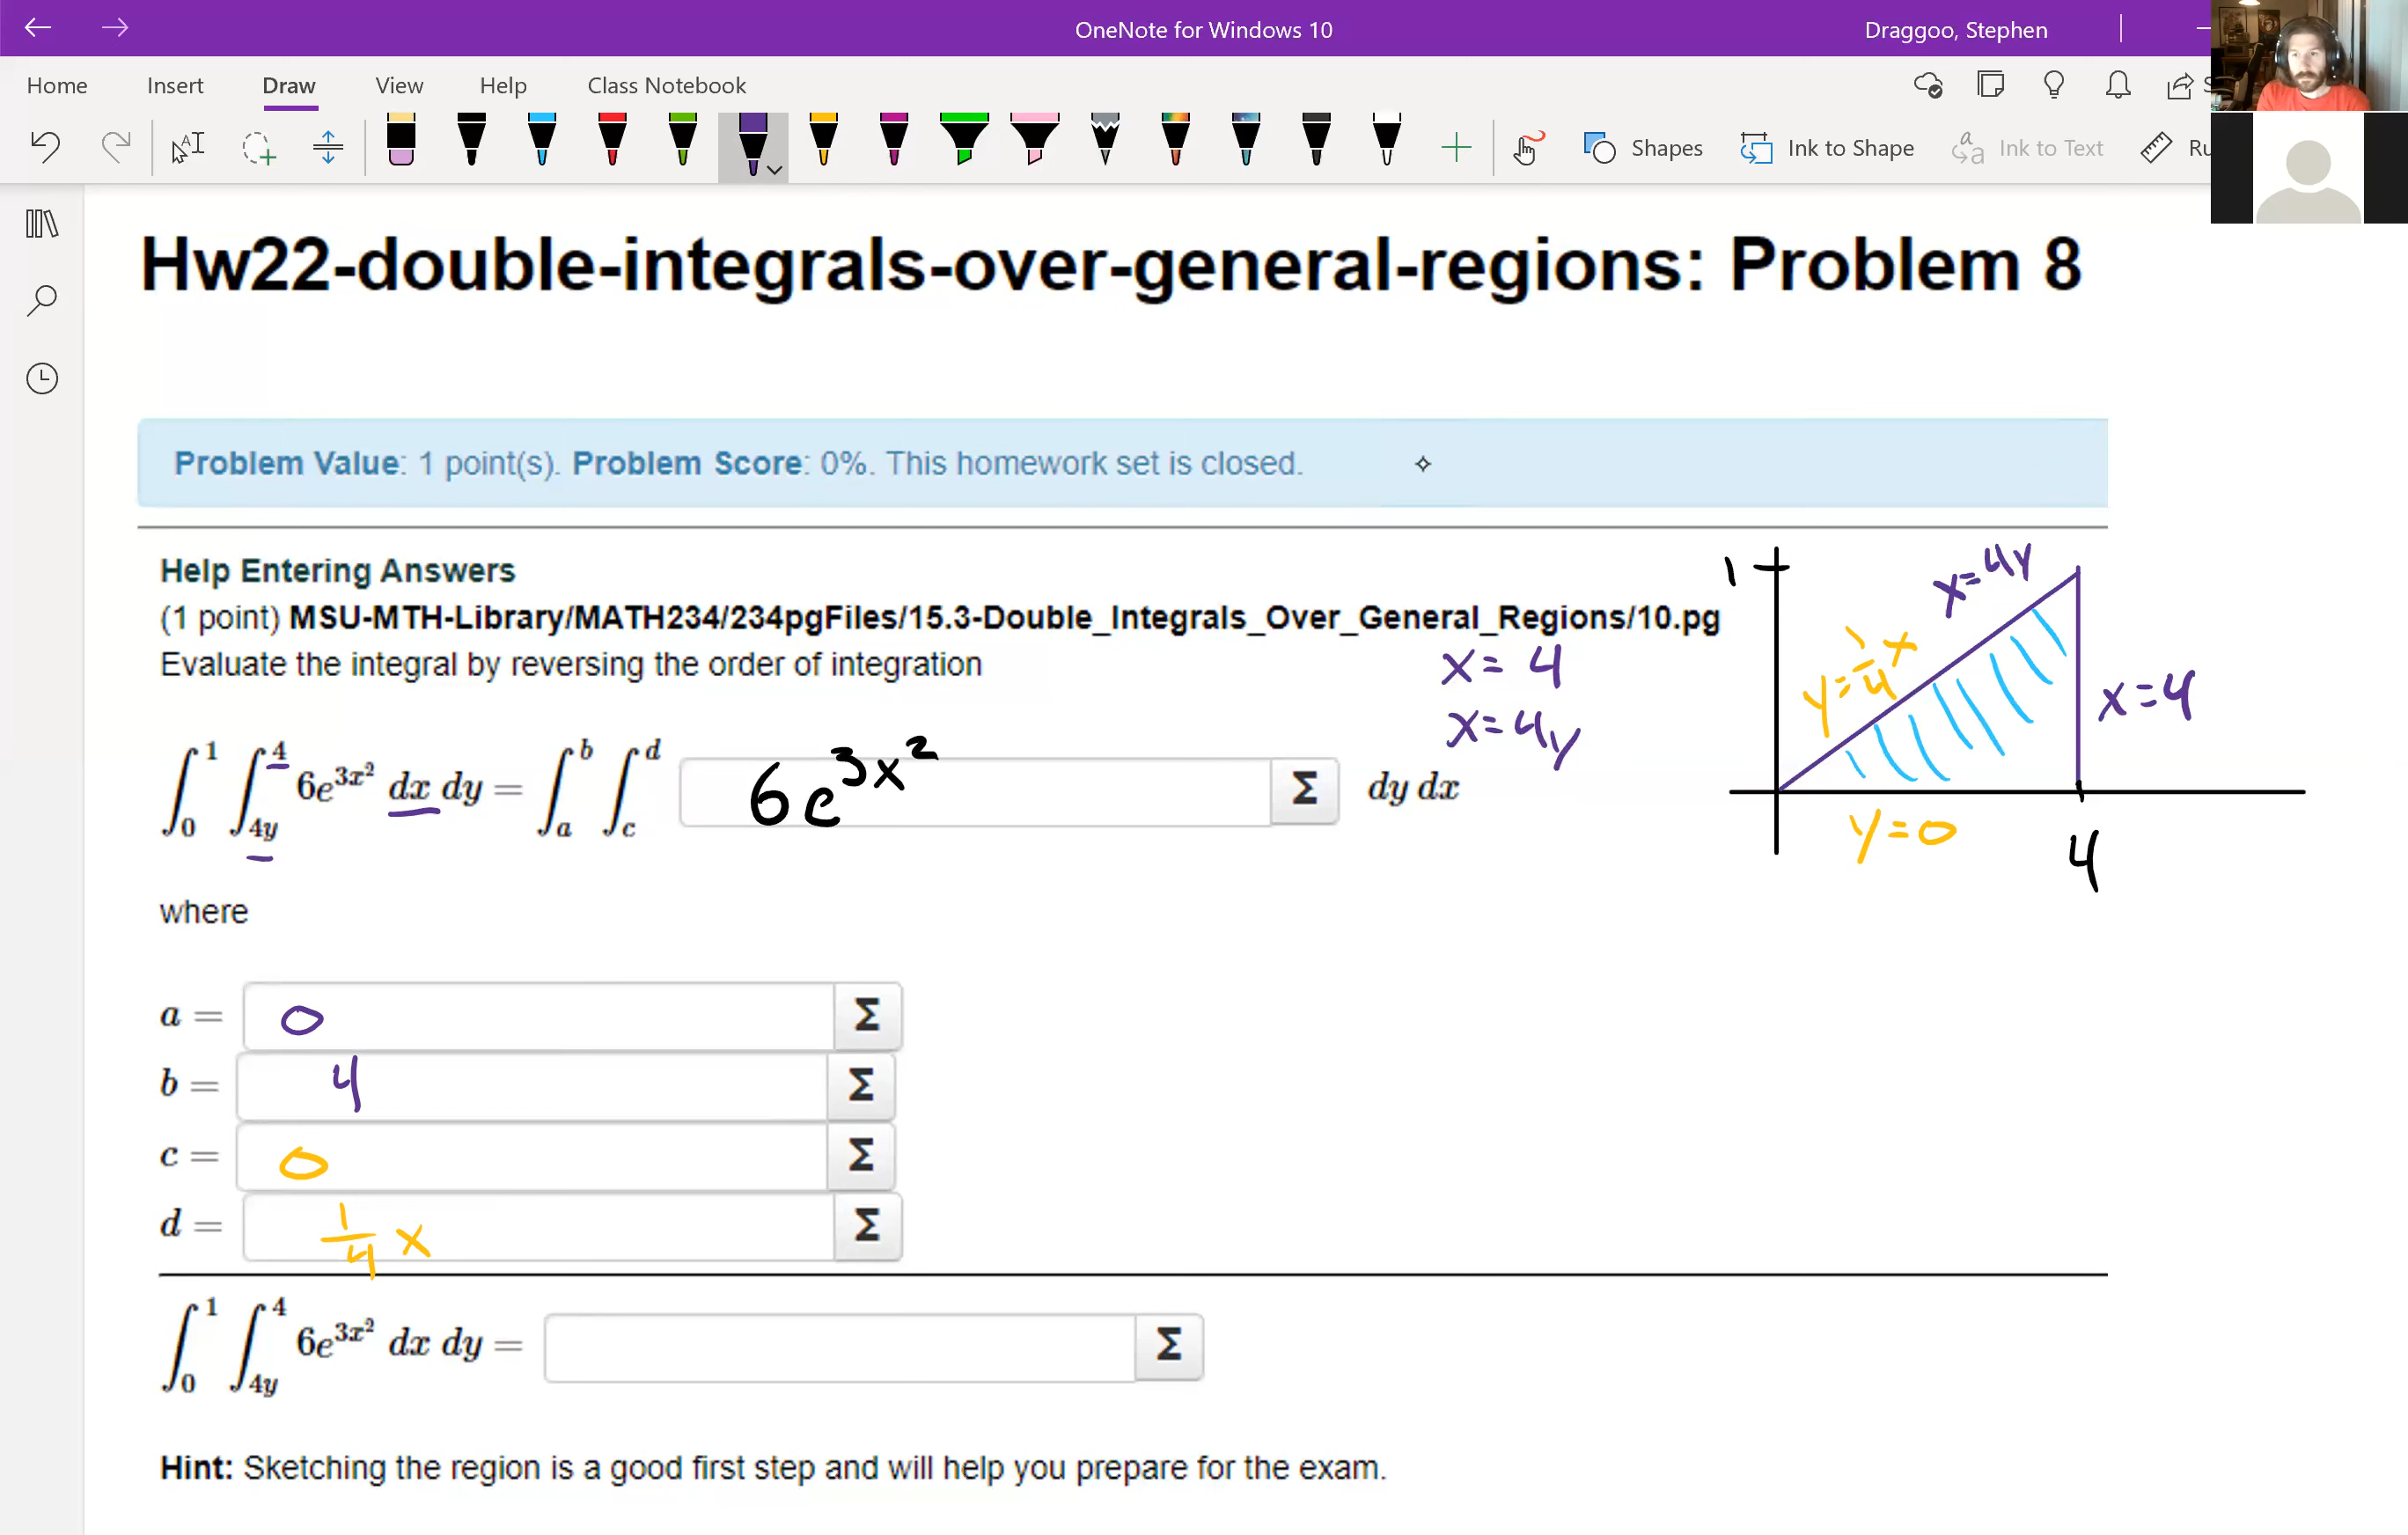 OneNote for Windows 10
Draggoo, Stephen
Home Insert Draw View Help Class Notebook
Shapes Ink to Shape Ink to Text
Hw22-double-integrals-over-general-regions: Problem 8
Problem Value: 1 point(s). Problem Score: 0%. This homework set is closed.
Help Entering Answers
(1 point) MSU-MTH-Library/MATH234/234pgFiles/15.3-Double_Integrals_Over_General_Regions/10.pg
Evaluate the integral by reversing the order of integration
x = 4
x = 4y
∫₀¹ ∫₄ᵧ⁴ 6e^{3x²} dx dy = ∫ₐᵇ ∫_c^d 6e^{3x²} Σ dy dx
1
x=4y
y=1/4 x
x=4
y=0
4
where
a = 0 Σ
b = 4 Σ
c = 0 Σ
d = 1/4 x Σ
∫₀¹ ∫₄ᵧ⁴ 6e^{3x²} dx dy = Σ
Hint: Sketching the region is a good first step and will help you prepare for the exam.